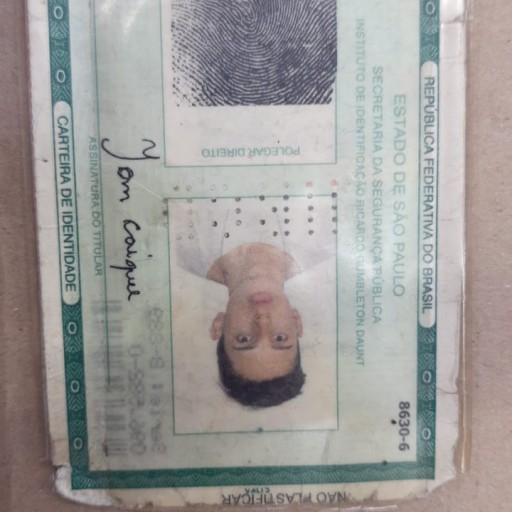 REPÚBLICA FEDERATIVA DO BRASIL
ESTADO DE SÃO PAULO
SECRETARIA DA SEGURANÇA PÚBLICA
INSTITUTO DE IDENTIFICAÇÃO RICARDO GUMBLETON DAUNT
8630-6
POLEGAR DIREITO
Yan Caique
ASSINATURA DO TITULAR
CARTEIRA DE IDENTIDADE
NÃO PLASTIFICAR